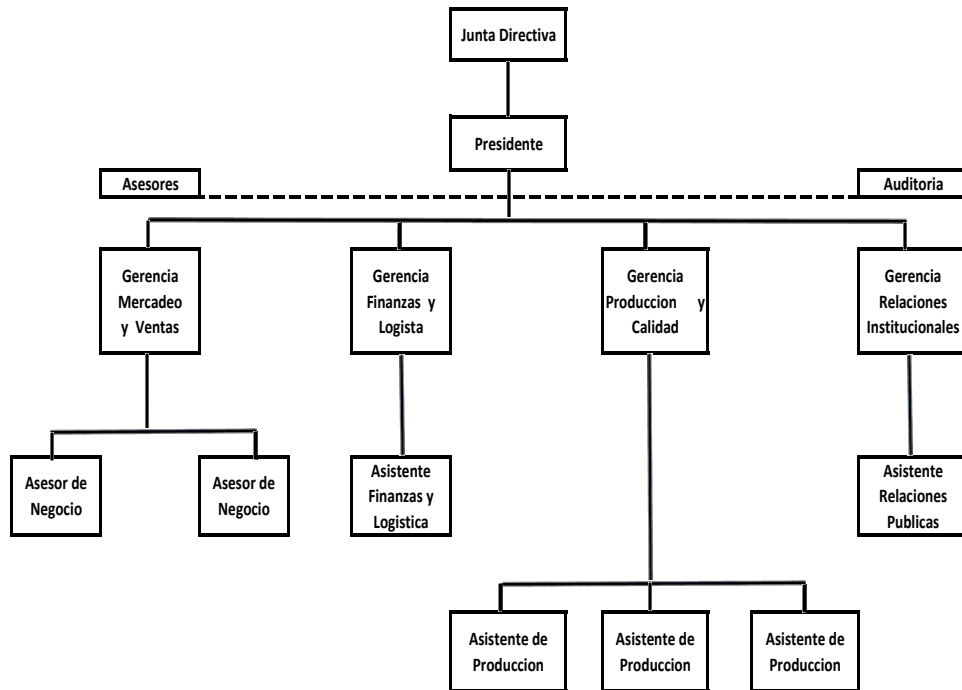 Junta Directiva
Presidente
Asesores
Auditoria
Gerencia
Mercadeo
y Ventas
Gerencia
Finanzas y
Logista
Gerencia
Produccion y
Calidad
Gerencia
Relaciones
Institucionales
Asesor de
Negocio
Asesor de
Negocio
Asistente
Finanzas y
Logistica
Asistente
Relaciones
Publicas
Asistente de
Produccion
Asistente de
Produccion
Asistente de
Produccion